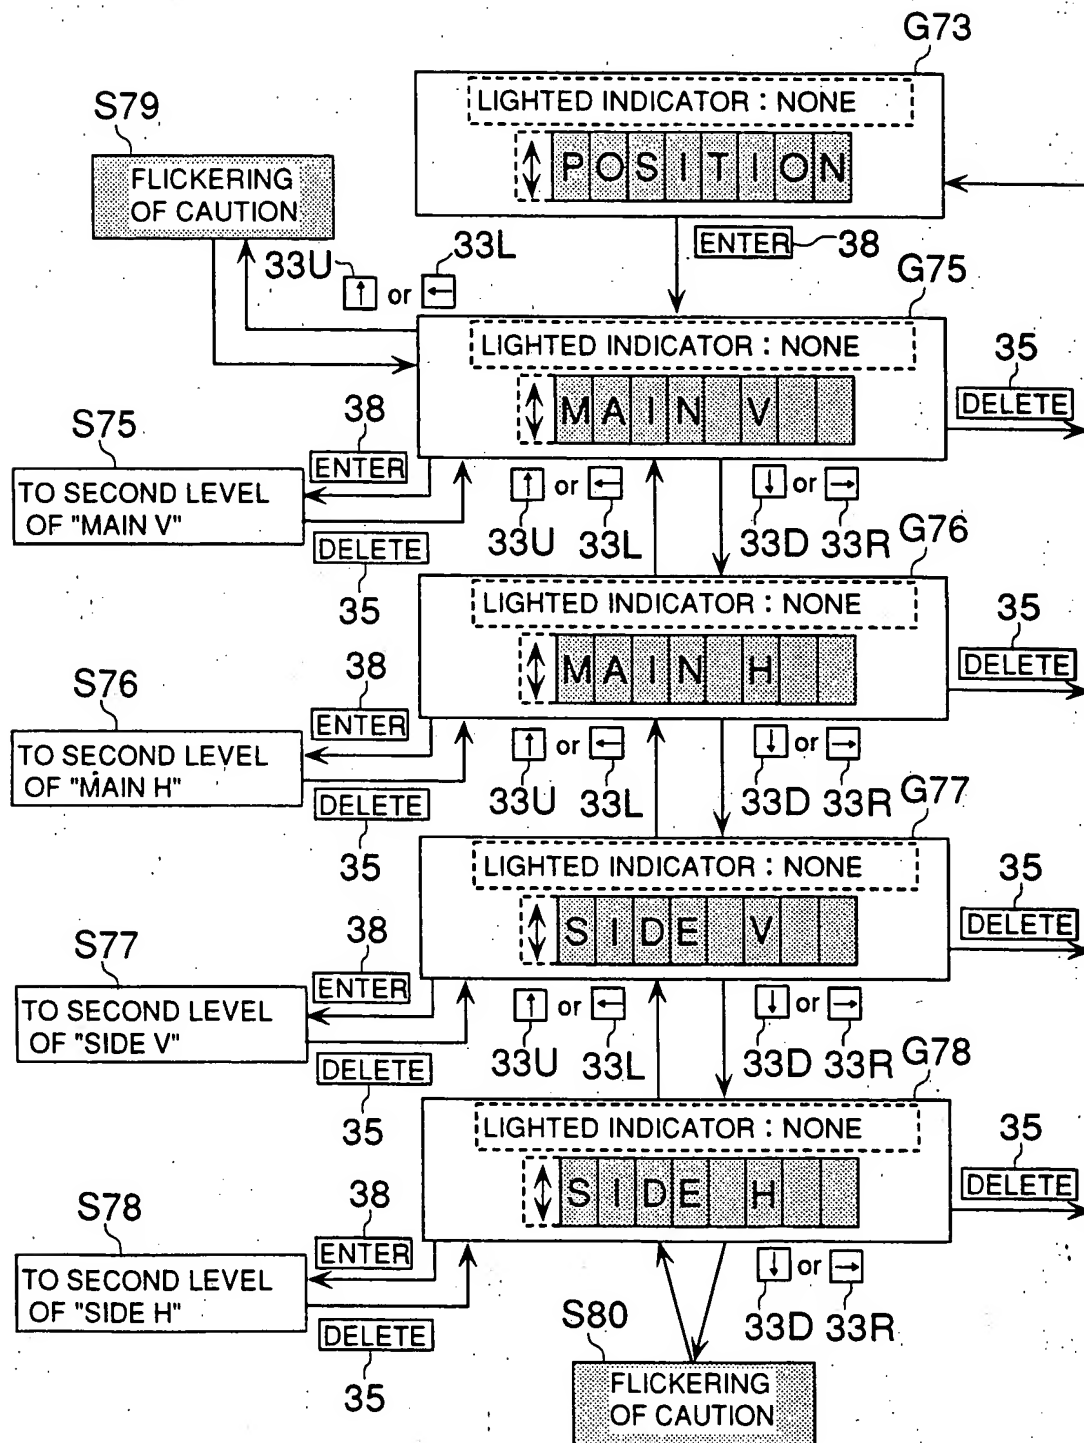 G73
LIGHTED INDICATOR : NONE
POSITION
S79
FLICKERING
OF CAUTION
ENTER 38
33U 33L
↑ or ←
G75
LIGHTED INDICATOR : NONE
MAIN V
35
DELETE
S75
38
ENTER
TO SECOND LEVEL
OF "MAIN V"
DELETE
35
↑ or ← ↓ or →
33U 33L 33D 33R
G76
LIGHTED INDICATOR : NONE
MAIN H
35
DELETE
S76
38
ENTER
TO SECOND LEVEL
OF "MAIN H"
DELETE
35
↑ or ← ↓ or →
33U 33L 33D 33R
G77
LIGHTED INDICATOR : NONE
SIDE V
35
DELETE
S77
38
ENTER
TO SECOND LEVEL
OF "SIDE V"
DELETE
35
↑ or ← ↓ or →
33U 33L 33D 33R
G78
LIGHTED INDICATOR : NONE
SIDE H
35
DELETE
S78
38
ENTER
TO SECOND LEVEL
OF "SIDE H"
DELETE
35
↓ or →
33D 33R
S80
FLICKERING
OF CAUTION